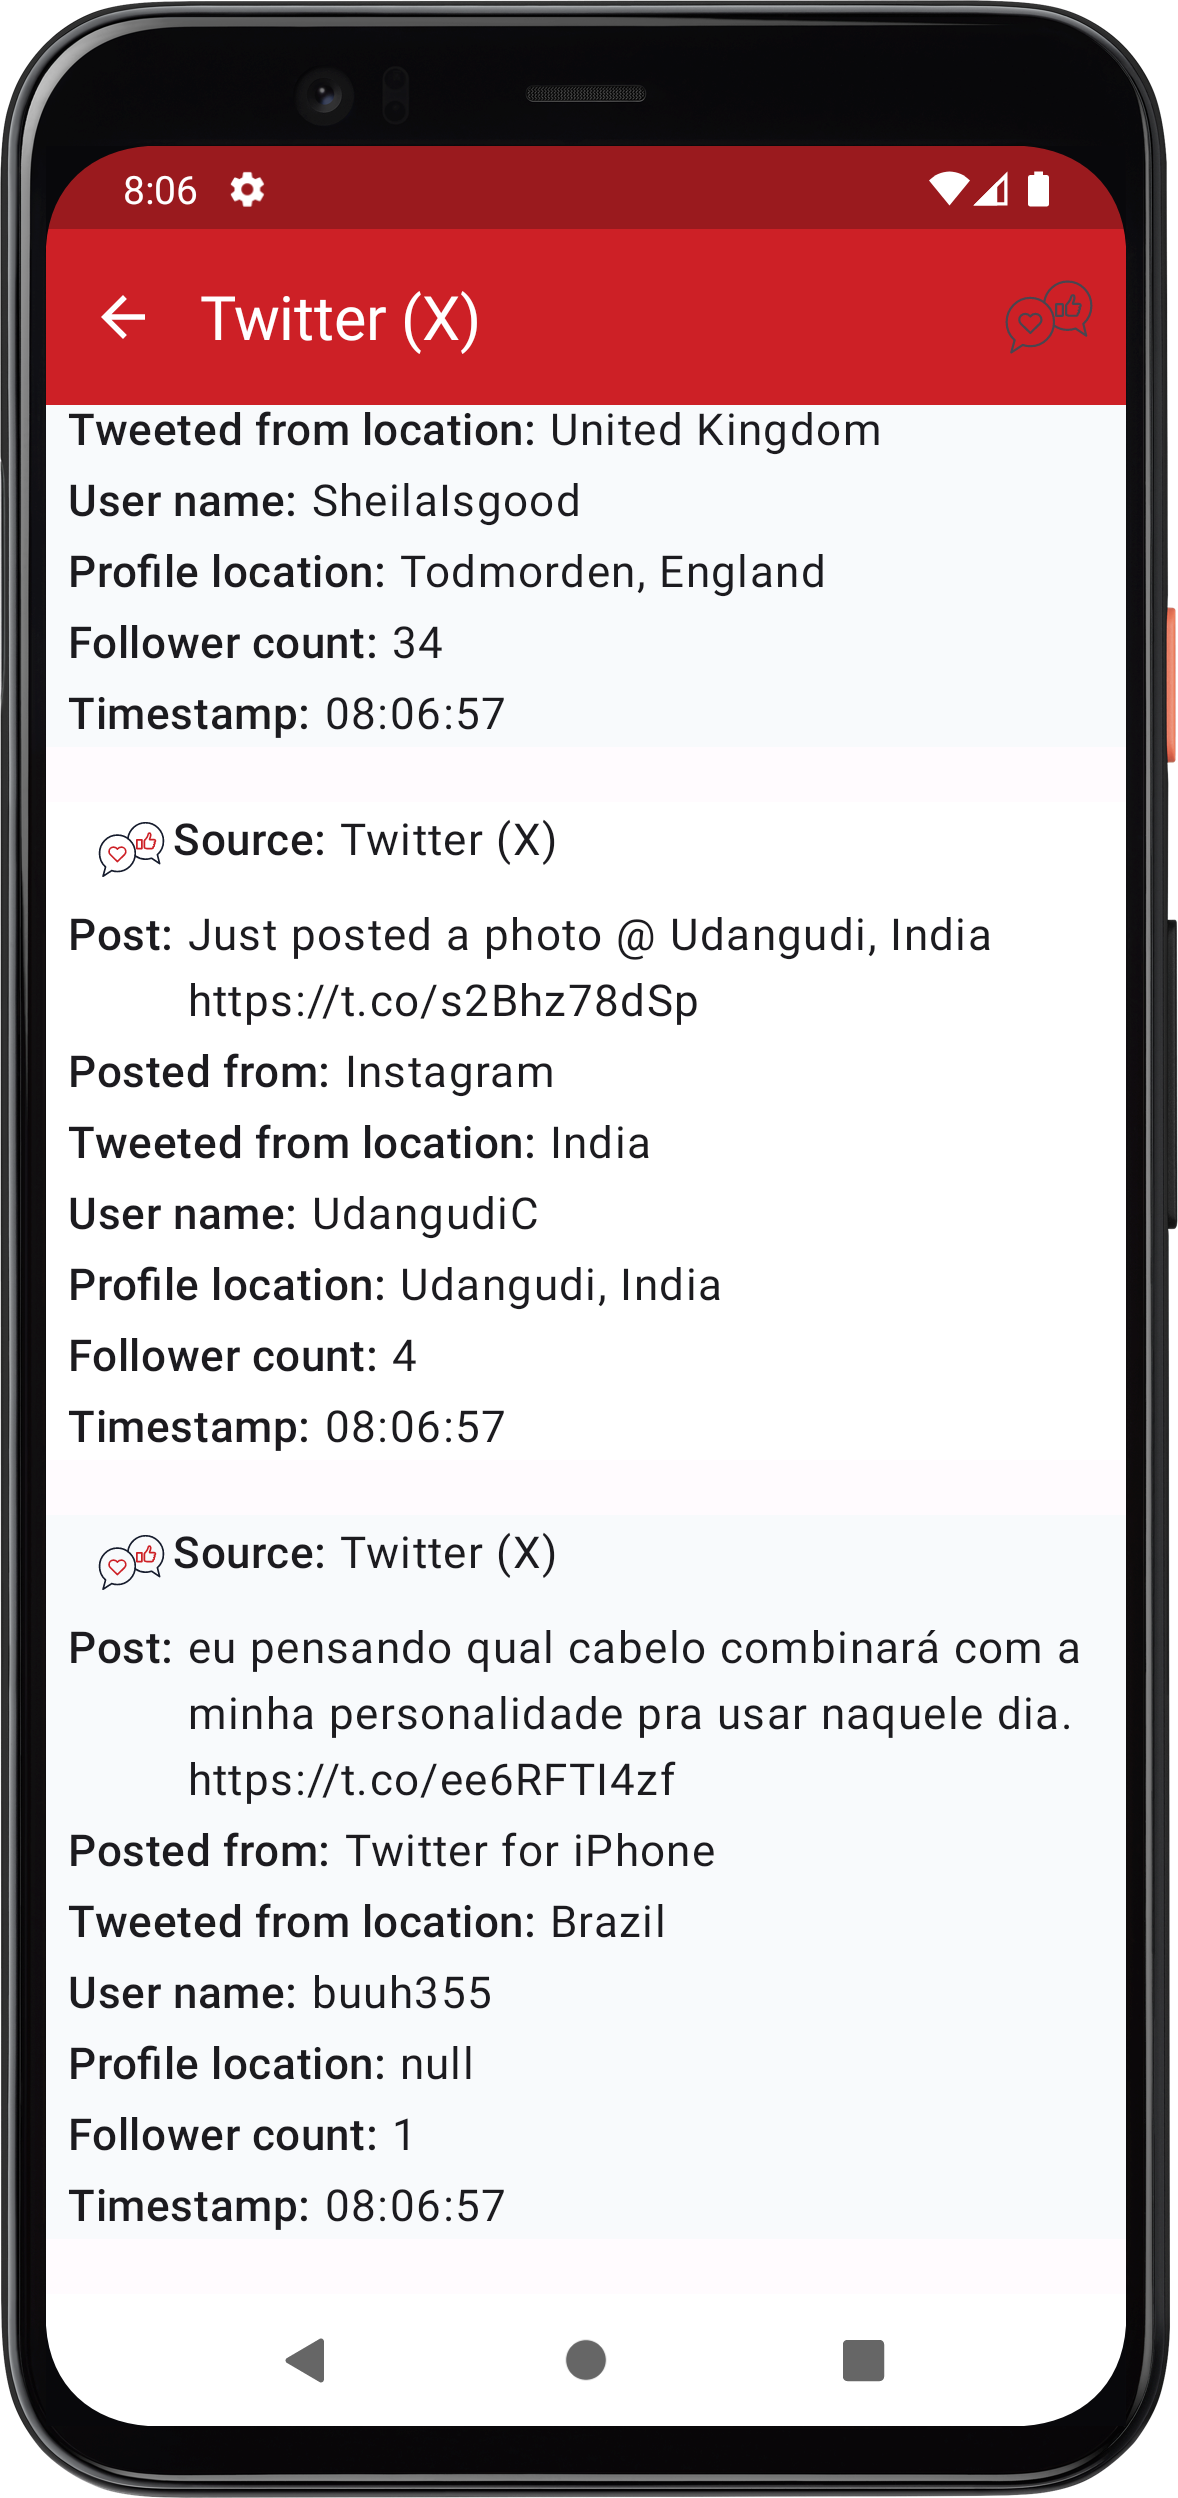 8:06
Twitter (X)
Tweeted from location: United Kingdom
User name: SheilaIsgood
Profile location: Todmorden, England
Follower count: 34
Timestamp: 08:06:57
Source: Twitter (X)
Post: Just posted a photo @ Udangudi, India
https://t.co/s2Bhz78dSp
Posted from: Instagram
Tweeted from location: India
User name: UdangudiC
Profile location: Udangudi, India
Follower count: 4
Timestamp: 08:06:57
Source: Twitter (X)
Post: eu pensando qual cabelo combinará com a
minha personalidade pra usar naquele dia.
https://t.co/ee6RFTI4zf
Posted from: Twitter for iPhone
Tweeted from location: Brazil
User name: buuh355
Profile location: null
Follower count: 1
Timestamp: 08:06:57